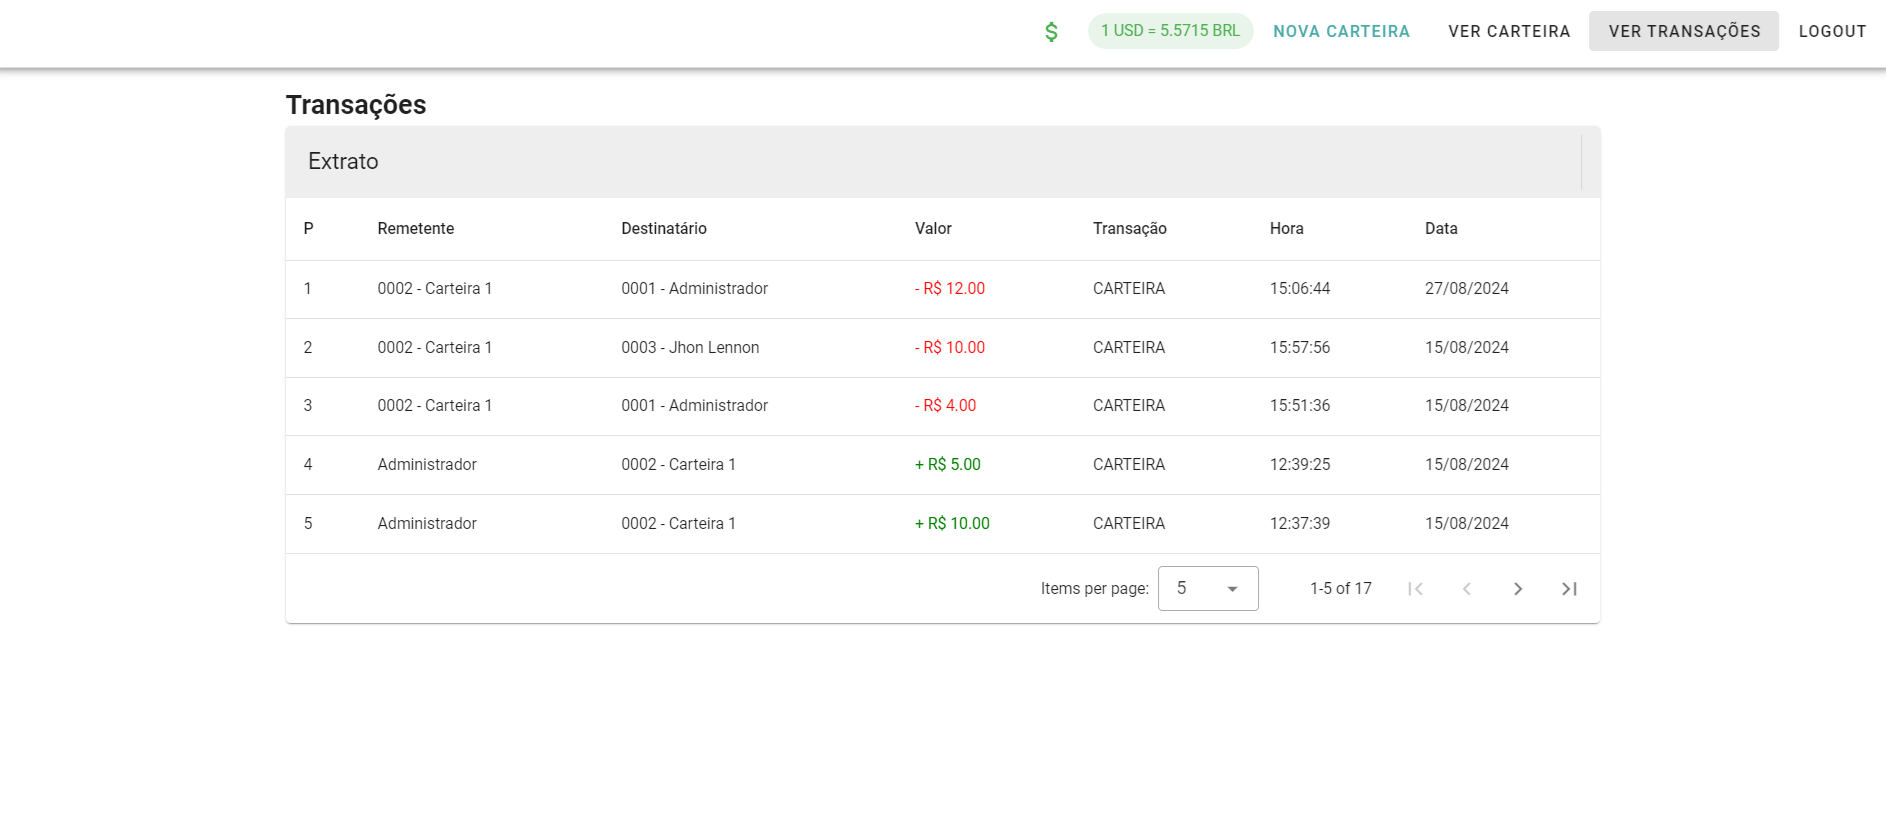 $ 1 USD = 5.5715 BRL NOVA CARTEIRA VER CARTEIRA VER TRANSAÇÕES LOGOUT
Transações
Extrato
P Remetente Destinatário Valor Transação Hora Data
1 0002 - Carteira 1 0001 - Administrador - R$ 12.00 CARTEIRA 15:06:44 27/08/2024
2 0002 - Carteira 1 0003 - Jhon Lennon - R$ 10.00 CARTEIRA 15:57:56 15/08/2024
3 0002 - Carteira 1 0001 - Administrador - R$ 4.00 CARTEIRA 15:51:36 15/08/2024
4 Administrador 0002 - Carteira 1 + R$ 5.00 CARTEIRA 12:39:25 15/08/2024
5 Administrador 0002 - Carteira 1 + R$ 10.00 CARTEIRA 12:37:39 15/08/2024
Items per page: 5 1-5 of 17